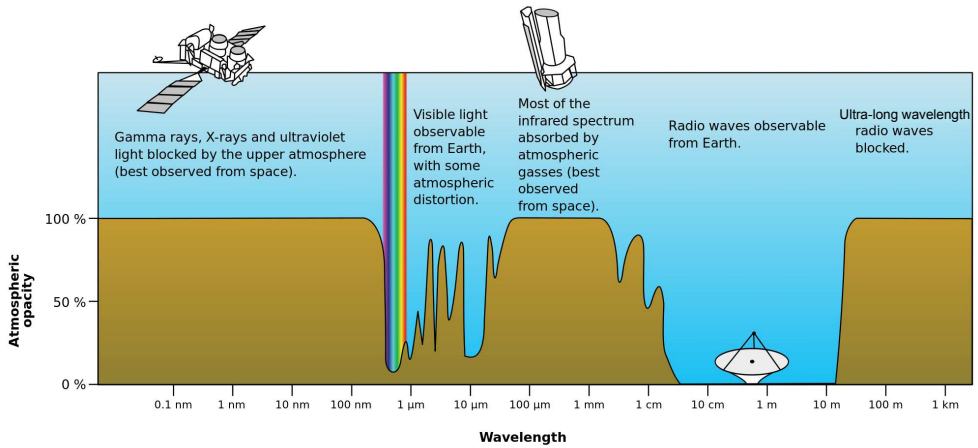 Gamma rays, X-rays and ultraviolet
light blocked by the upper atmosphere
(best observed from space).
Visible light
observable
from Earth,
with some
atmospheric
distortion.
Most of the
infrared spectrum
absorbed by
atmospheric
gasses (best
observed
from space).
Radio waves observable
from Earth.
Ultra-long wavelength
radio waves
blocked.
Atmospheric
opacity
100 %
50 %
0 %
0.1 nm
1 nm
10 nm
100 nm
1 μm
10 μm
100 μm
1 mm
1 cm
10 cm
1 m
10 m
100 m
1 km
Wavelength